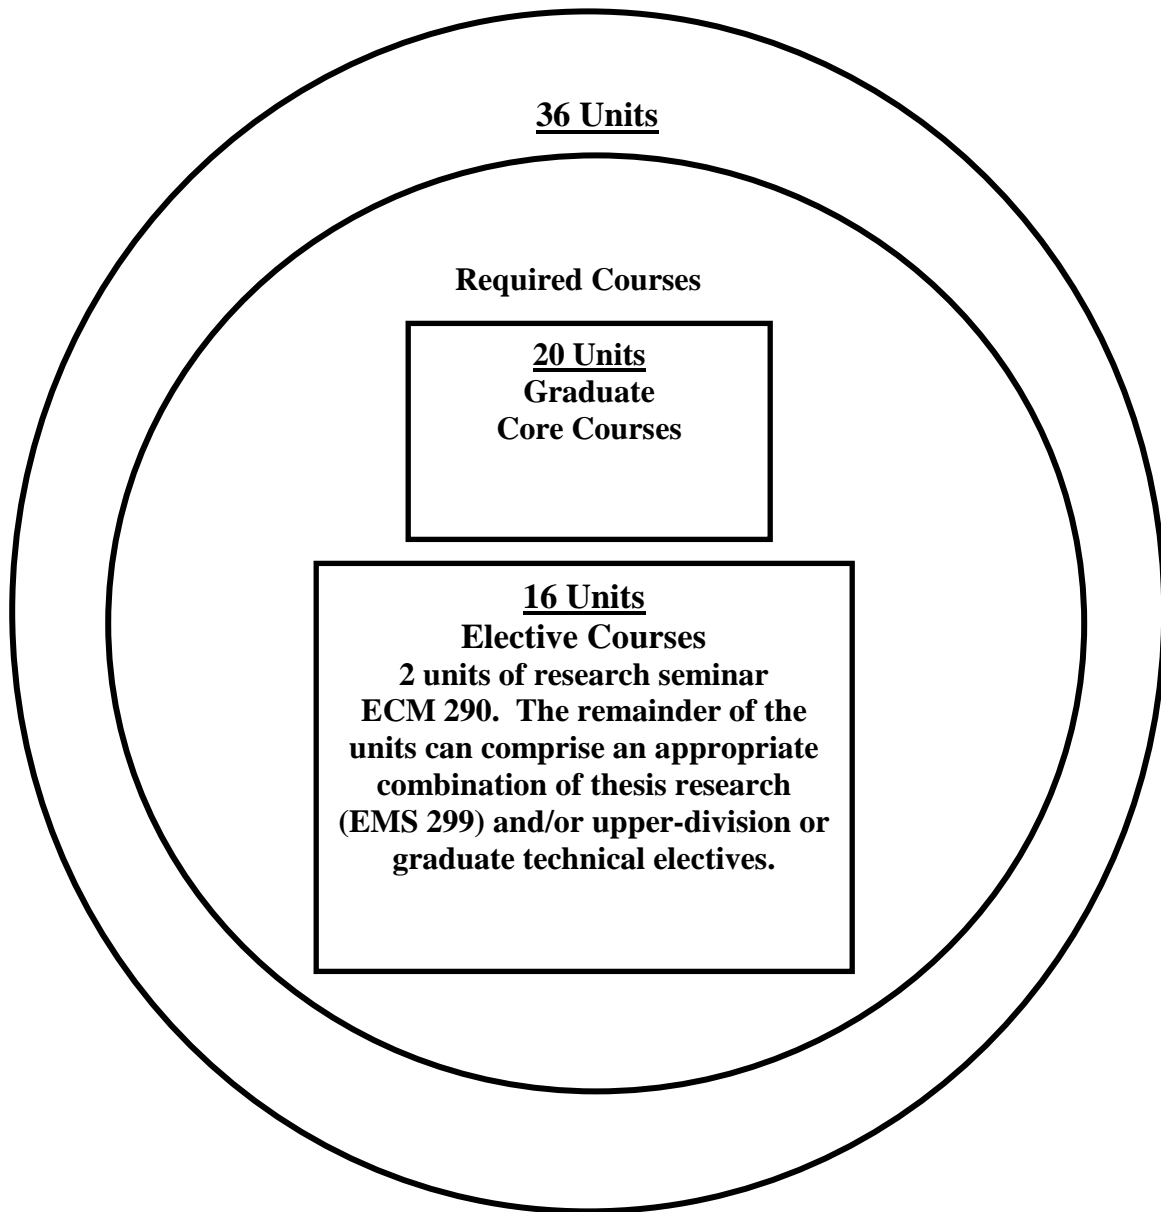 36 Units
Required Courses
20 Units
Graduate
Core Courses
16 Units
Elective Courses
2 units of research seminar
ECM 290.  The remainder of the
units can comprise an appropriate
combination of thesis research
(EMS 299) and/or upper-division or
graduate technical electives.